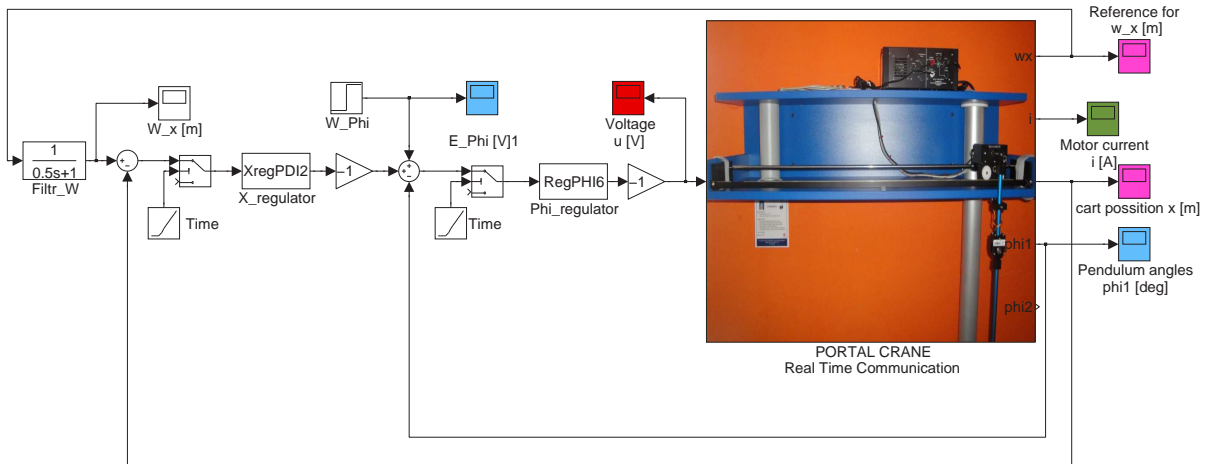 Reference for
w_x [m]
wx
W_x [m]
W_Phi
E_Phi [V]1
Voltage
u [V]
i
Motor current
i [A]
1
0.5s+1
Filtr_W
+
−
XregPDI2
X_regulator
−1
+
−
+
−
RegPHI6
Phi_regulator
−1
Time
Time
cart possition x [m]
phi1
Pendulum angles
phi1 [deg]
phi2
PORTAL CRANE
Real Time Communication